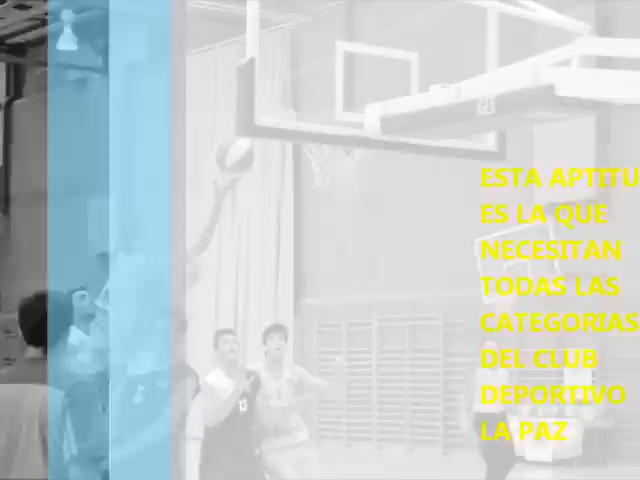 ESTA APTITU
ES LA QUE
NECESITAN
TODAS LAS
CATEGORIAS
DEL CLUB
DEPORTIVO
LA PAZ